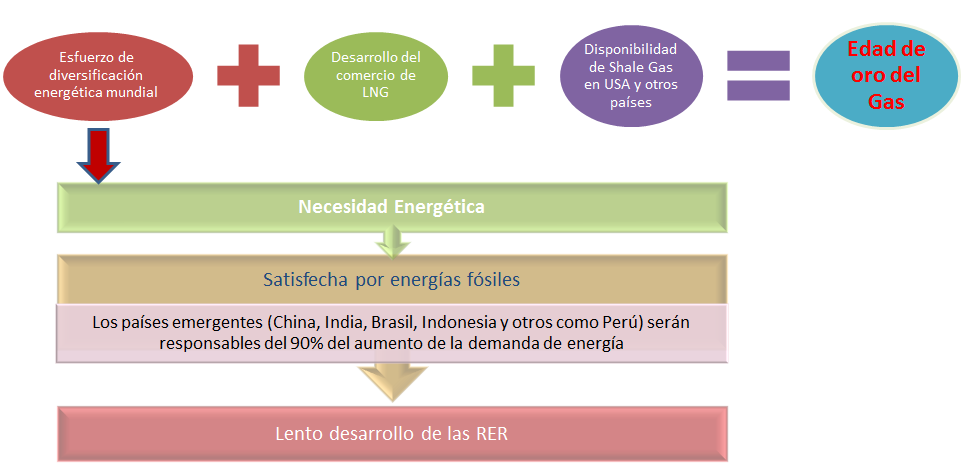 Esfuerzo de
diversificación
energética mundial
Desarrollo del
comercio de
LNG
Disponibilidad
de Shale Gas
en USA y otros
países
Edad de
oro del
Gas
Necesidad Energética
Satisfecha por energías fósiles
Los países emergentes (China, India, Brasil, Indonesia y otros como Perú) serán
responsables del 90% del aumento de la demanda de energía
Lento desarrollo de las RER